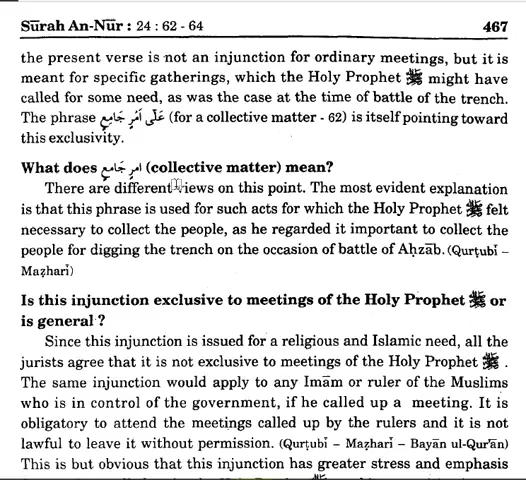 Sūrah An-Nūr : 24 : 62 - 64 467
the present verse is not an injunction for ordinary meetings, but it is
meant for specific gatherings, which the Holy Prophet ﷺ might have
called for some need, as was the case at the time of battle of the trench.
The phrase عَلَىٰ أَمْرٍ جَامِعٍ (for a collective matter - 62) is itself pointing toward
this exclusivity.
What does امر جَامِعٍ (collective matter) mean?
There are different views on this point. The most evident explanation
is that this phrase is used for such acts for which the Holy Prophet ﷺ felt
necessary to collect the people, as he regarded it important to collect the
people for digging the trench on the occasion of battle of Aḥzāb. (Qurṭubī –
Maẓharī)
Is this injunction exclusive to meetings of the Holy Prophet ﷺ or
is general ?
Since this injunction is issued for a religious and Islamic need, all the
jurists agree that it is not exclusive to meetings of the Holy Prophet ﷺ .
The same injunction would apply to any Imām or ruler of the Muslims
who is in control of the government, if he called up a meeting. It is
obligatory to attend the meetings called up by the rulers and it is not
lawful to leave it without permission. (Qurṭubī – Maẓharī – Bayān ul-Qur'ān)
This is but obvious that this injunction has greater stress and emphasis